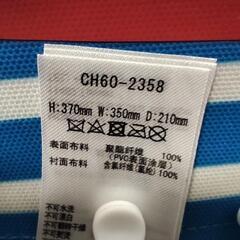 CH60-2358
H:370mm W:350mm D:210mm
表面布料 聚酯纤维 100%
(PVC表面涂层)
衬面布料 含氯纤维(氯纶) 100%
不可水洗
不可漂白
不可翻转干燥